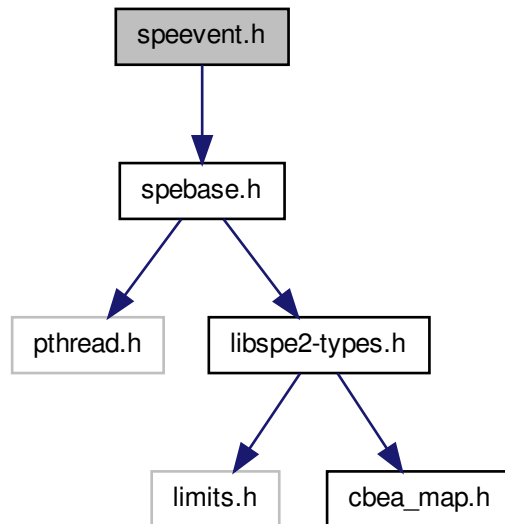 speevent.h
spebase.h
pthread.h
libspe2-types.h
limits.h
cbea_map.h